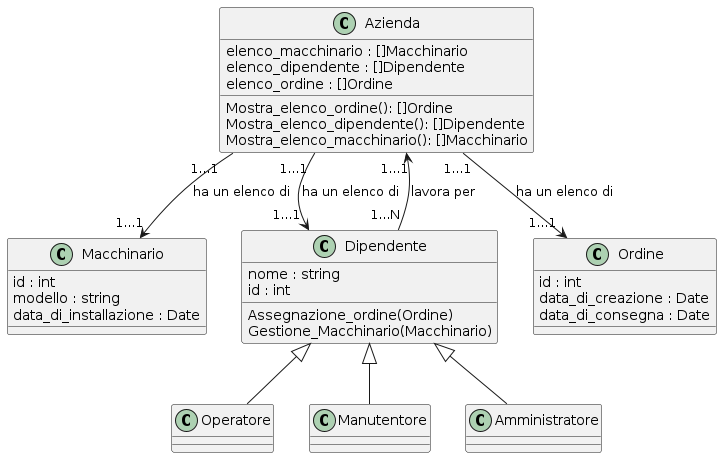 C Azienda
elenco_macchinario : []Macchinario
elenco_dipendente : []Dipendente
elenco_ordine : []Ordine
Mostra_elenco_ordine(): []Ordine
Mostra_elenco_dipendente(): []Dipendente
Mostra_elenco_macchinario(): []Macchinario
1...1 1...1 1...1 1...1
ha un elenco di ha un elenco di lavora per ha un elenco di
1...1 1...1 1...N 1...1
C Macchinario
id : int
modello : string
data_di_installazione : Date
C Dipendente
nome : string
id : int
Assegnazione_ordine(Ordine)
Gestione_Macchinario(Macchinario)
C Ordine
id : int
data_di_creazione : Date
data_di_consegna : Date
C Operatore
C Manutentore
C Amministratore